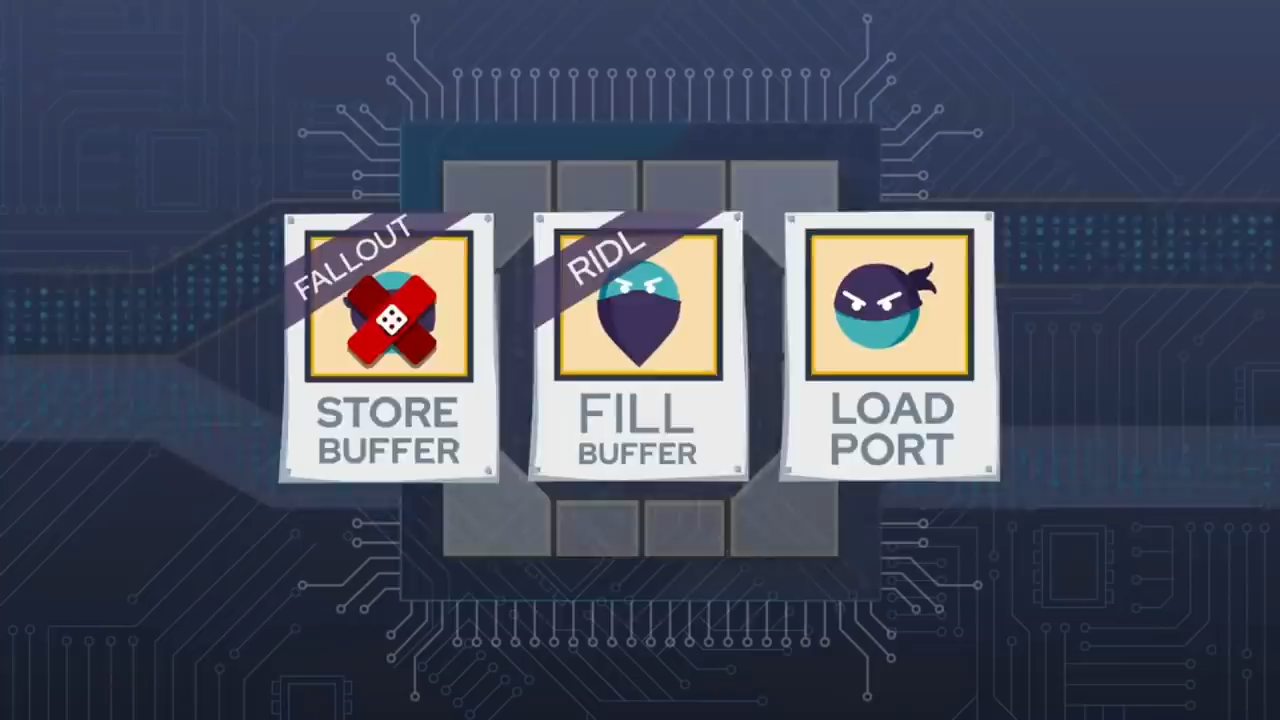 FALLOUT
STORE
BUFFER
RIDL
FILL
BUFFER
LOAD
PORT